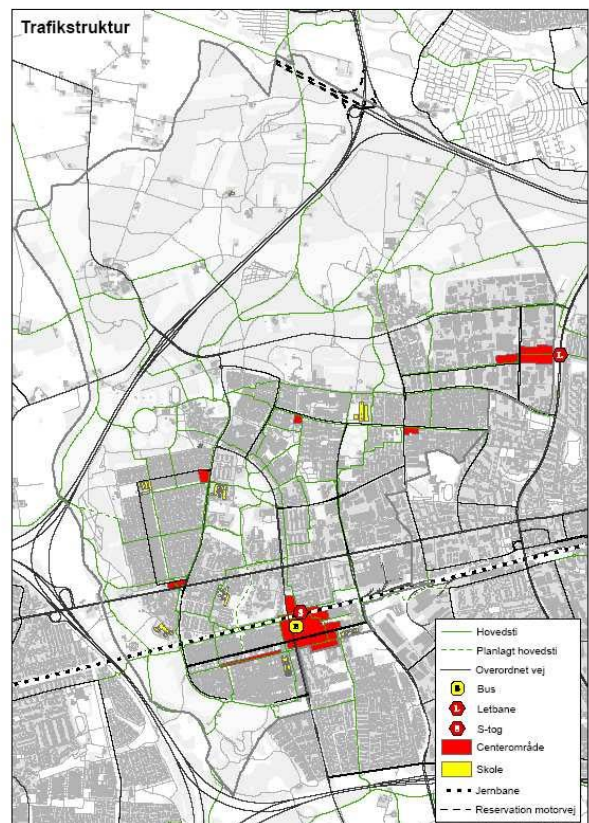 Trafikstruktur
L
S
B
Hovedsti
Planlagt hovedsti
Overordnet vej
B Bus
L Letbane
S S-tog
Centerområde
Skole
Jernbane
Reservation motorvej